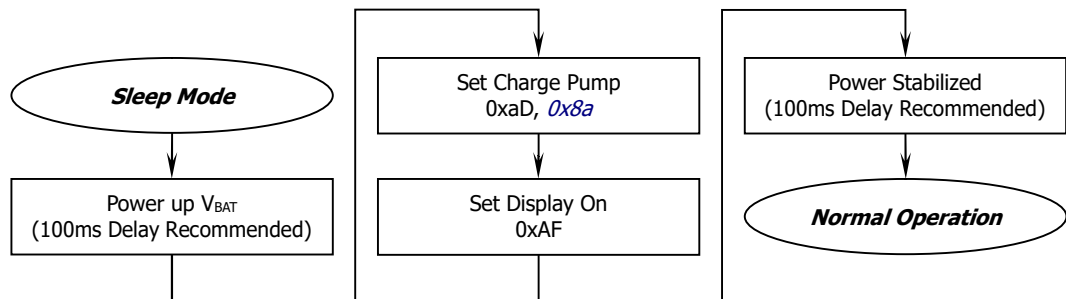 Sleep Mode
Power up VBAT
(100ms Delay Recommended)
Set Charge Pump
0xaD, 0x8a
Set Display On
0xAF
Power Stabilized
(100ms Delay Recommended)
Normal Operation